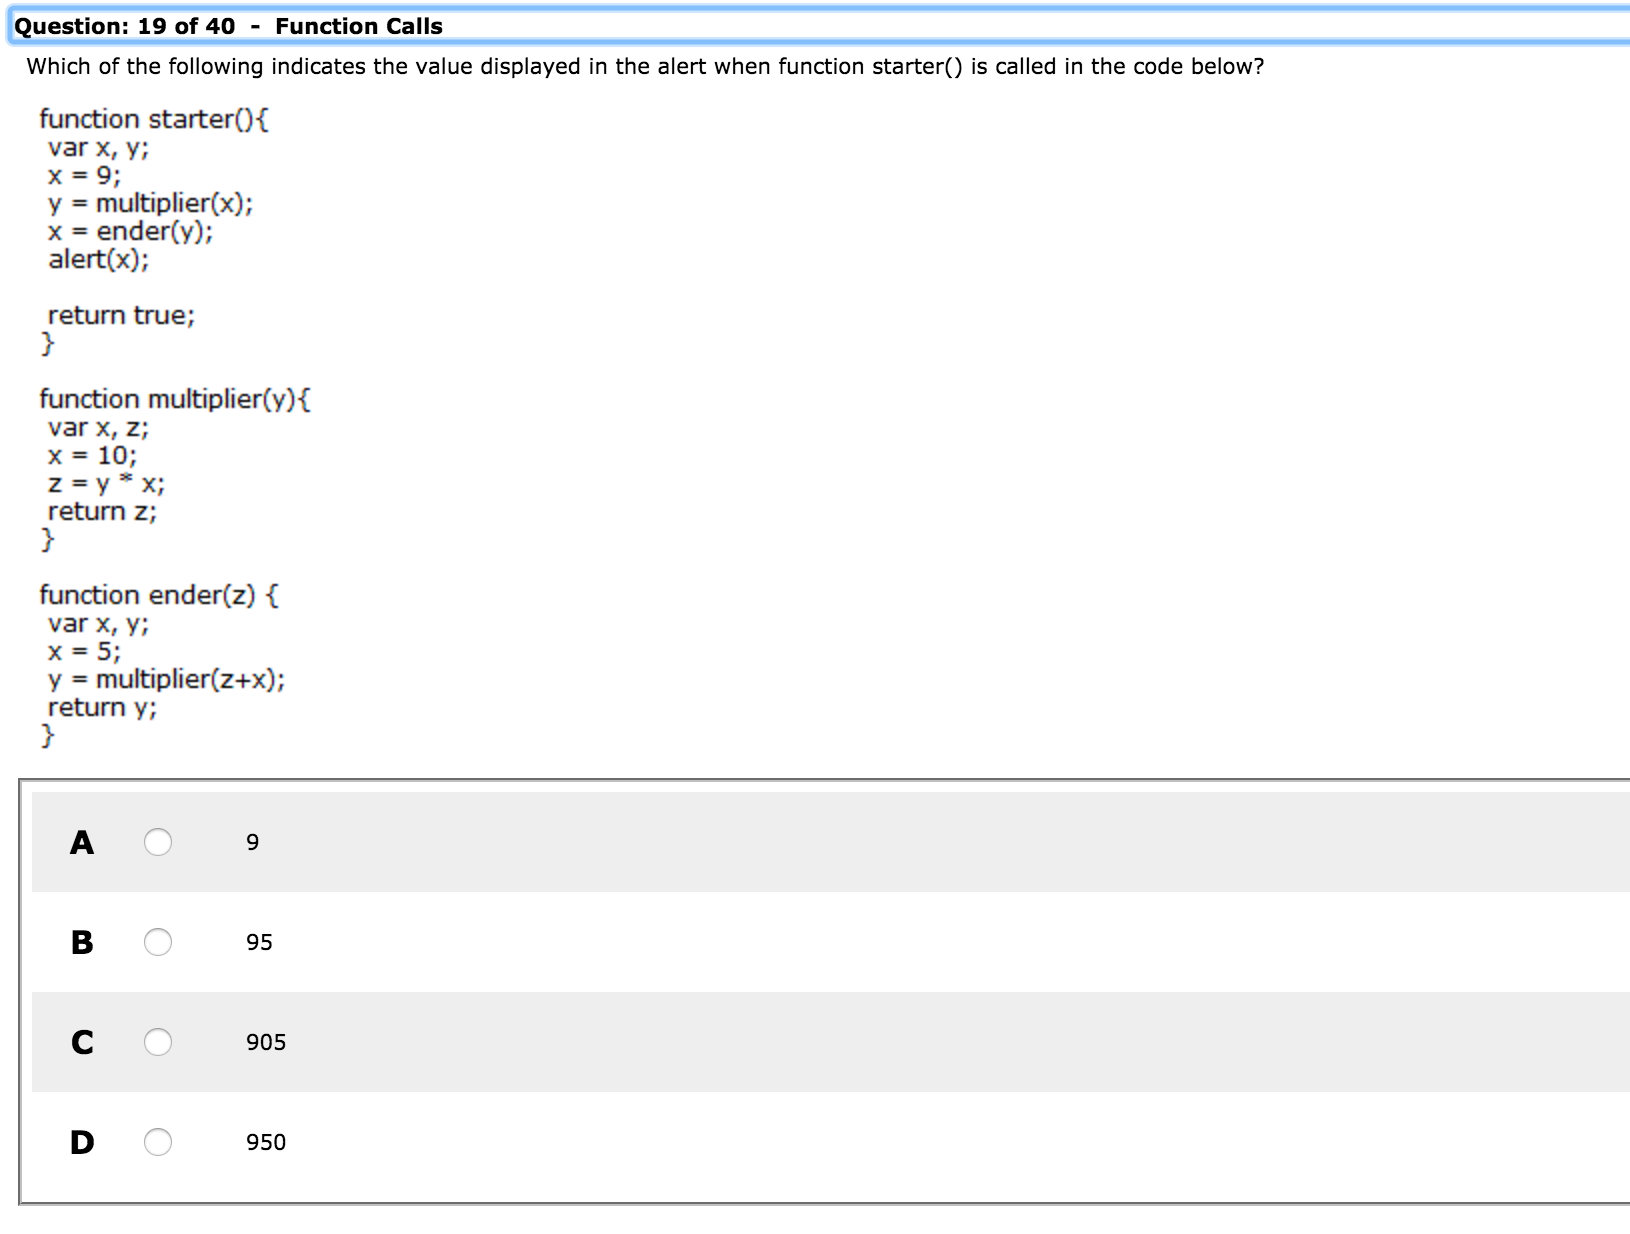 Question: 19 of 40 - Function Calls
Which of the following indicates the value displayed in the alert when function starter() is called in the code below?
function starter(){
var x, y;
x = 9;
y = multiplier(x);
x = ender(y);
alert(x);
return true;
}
function multiplier(y){
var x, z;
x = 10;
z = y * x;
return z;
}
function ender(z) {
var x, y;
x = 5;
y = multiplier(z+x);
return y;
}
A 9
B 95
C 905
D 950